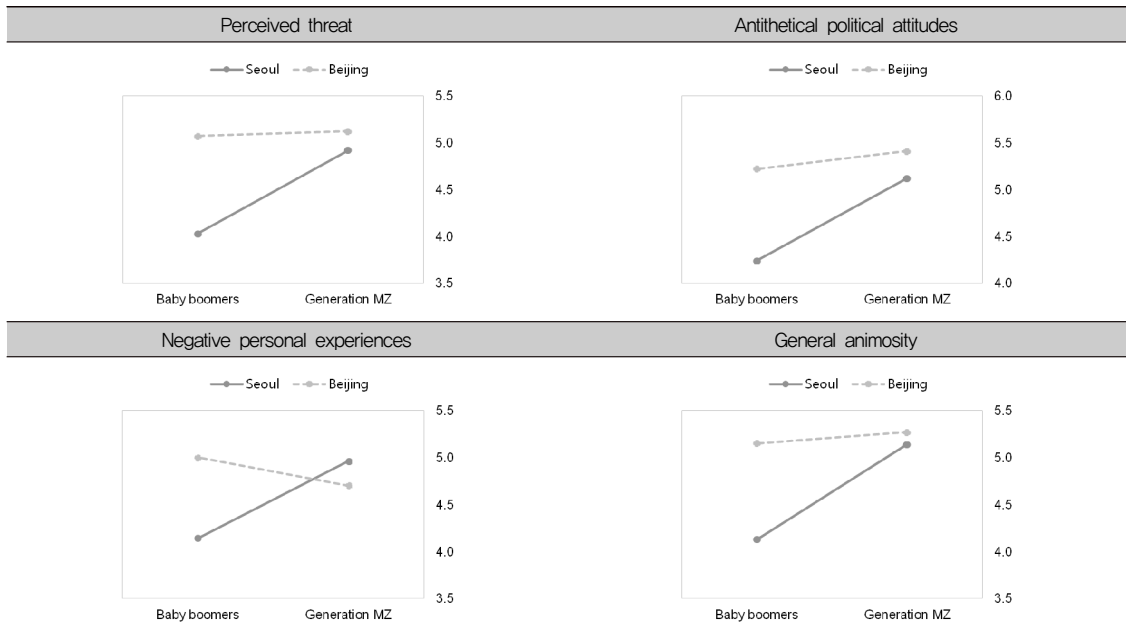 Perceived threat
Antithetical political attitudes
Seoul Beijing
Seoul Beijing
5.5
5.0
4.5
4.0
3.5
6.0
5.5
5.0
4.5
4.0
Baby boomers Generation MZ
Baby boomers Generation MZ
Negative personal experiences
General animosity
Seoul Beijing
Seoul Beijing
5.5
5.0
4.5
4.0
3.5
5.5
5.0
4.5
4.0
3.5
Baby boomers Generation MZ
Baby boomers Generation MZ